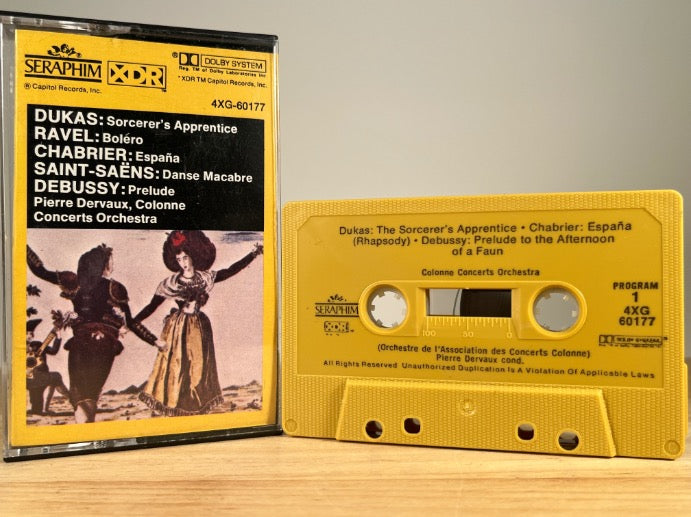 SERAPHIM
XDR
® DOLBY SYSTEM
Reg. TM of Dolby Laboratories Inc
® Capitol Records, Inc.
"XDR TM Capitol Records, Inc.
4XG-60177
DUKAS: Sorcerer's Apprentice
RAVEL: Boléro
CHABRIER: España
SAINT-SAËNS: Danse Macabre
DEBUSSY: Prelude
Pierre Dervaux, Colonne
Concerts Orchestra
Dukas: The Sorcerer's Apprentice • Chabrier: España
(Rhapsody) • Debussy: Prelude to the Afternoon
of a Faun
Colonne Concerts Orchestra
PROGRAM
1
4XG
60177
SERAPHIM
XDR
DOLBY SYSTEM
100 50 0
(Orchestre de l'Association des Concerts Colonne)
Pierre Dervaux cond.
All Rights Reserved Unauthorized Duplication Is A Violation Of Applicable Laws